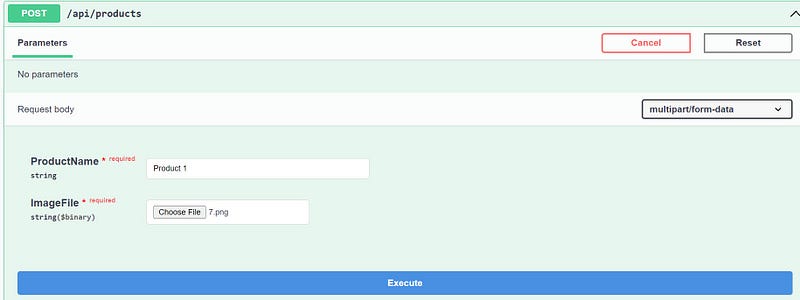 POST /api/products
Parameters Cancel Reset
No parameters
Request body multipart/form-data
ProductName * required
string
Product 1
ImageFile * required
string($binary)
Choose File 7.png
Execute